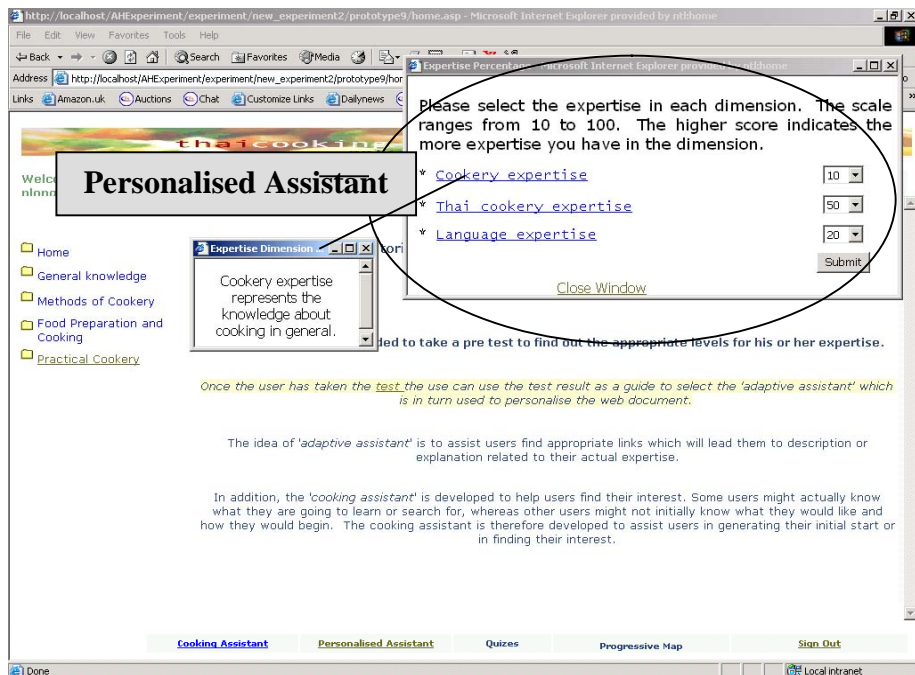 http://localhost/AHExperiment/experiment/new_experiment2/prototype9/home.asp - Microsoft Internet Explorer provided by ntl:home
File Edit View Favorites Tools Help
Back Search Favorites Media
Address http://localhost/AHExperiment/experiment/new_experiment2/prototype9/hor
Links Amazon.uk Auctions Chat Customize Links Dailynews
Expertise Percentage - Microsoft Internet Explorer provided by ntl:home
Please select the expertise in each dimension. The scale
ranges from 10 to 100. The higher score indicates the
more expertise you have in the dimension.
* Cookery expertise 10
* Thai cookery expertise 50
* Language expertise 20
Submit
Close Window
thaicooking
Personalised Assistant
Welc
Home
General knowledge
Methods of Cookery
Food Preparation and
Cooking
Practical Cookery
Expertise Dimension
Cookery expertise
represents the
knowledge about
cooking in general.
tori
ded to take a pre test to find out the appropriate levels for his or her expertise.
Once the user has taken the test the use can use the test result as a guide to select the 'adaptive assistant' which
is in turn used to personalise the web document.
The idea of 'adaptive assistant' is to assist users find appropriate links which will lead them to description or
explanation related to their actual expertise.
In addition, the 'cooking assistant' is developed to help users find their interest. Some users might actually know
what they are going to learn or search for, whereas other users might not initially know what they would like and
how they would begin. The cooking assistant is therefore developed to assist users in generating their initial start or
in finding their interest.
Cooking Assistant Personalised Assistant Quizes Progressive Map Sign Out
Done Local intranet